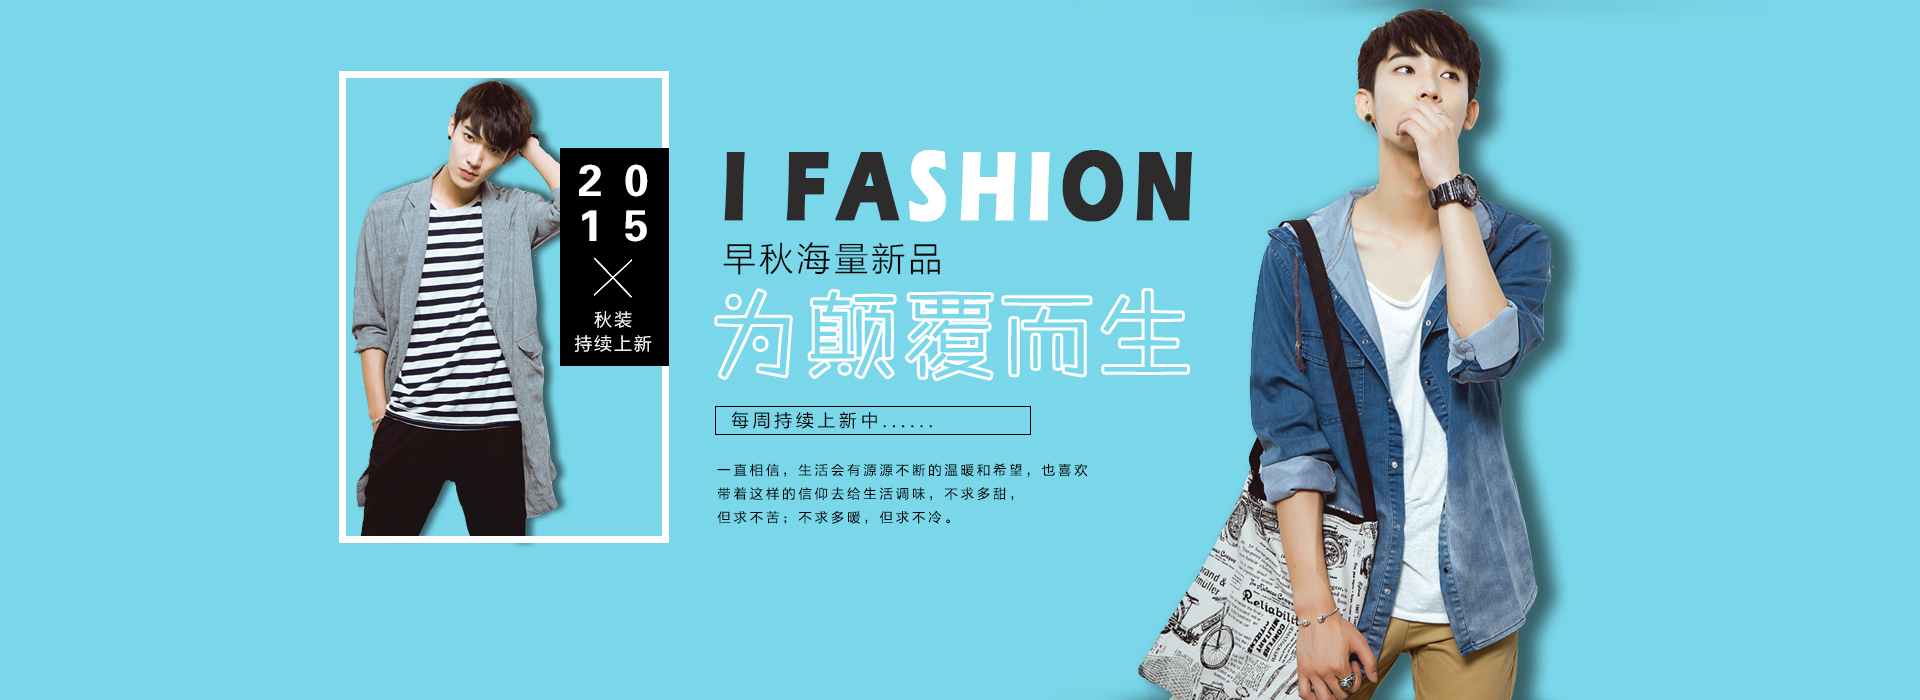 2 0
1 5
秋装
持续上新
I FASHION
早秋海量新品
为颠覆而生
每周持续上新中......
一直相信，生活会有源源不断的温暖和希望，也喜欢
带着这样的信仰去给生活调味，不求多甜，
但求不苦；不求多暖，但求不冷。
rand &
muller
Reliabili